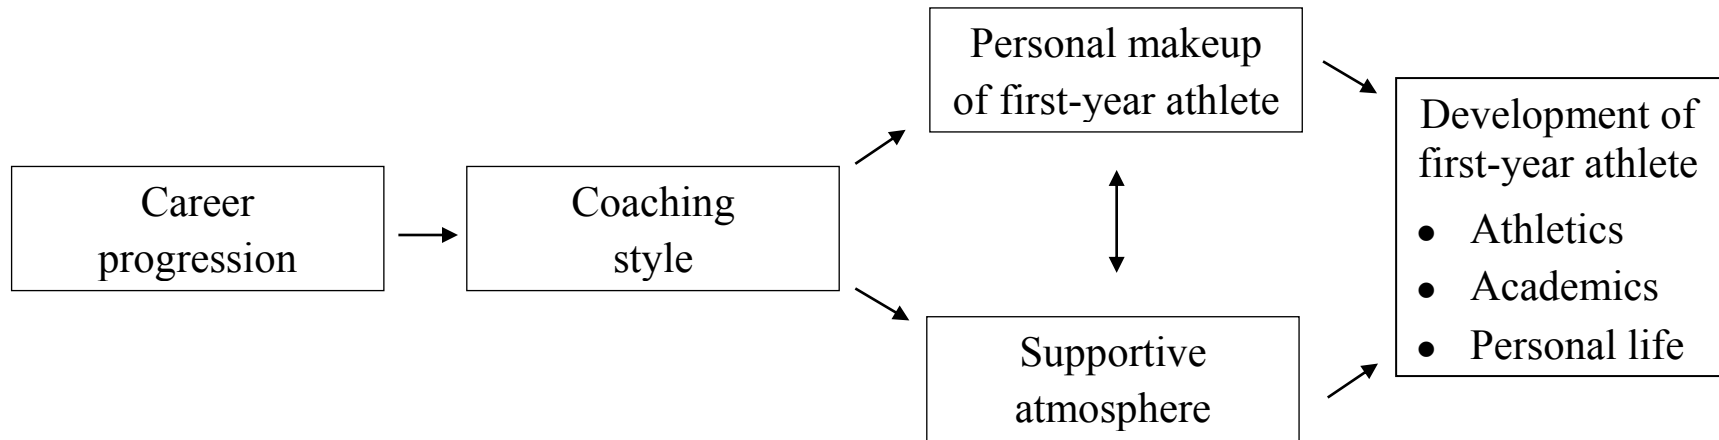 Career
progression
Coaching
style
Personal makeup
of first-year athlete
Supportive
atmosphere
Development of
first-year athlete
• Athletics
• Academics
• Personal life